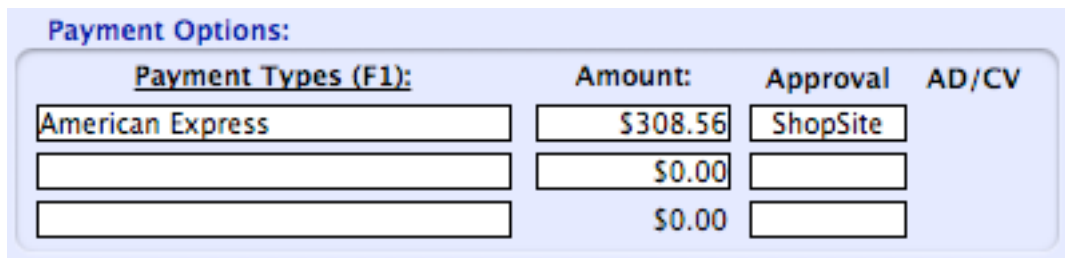 Payment Options:
Payment Types (F1): Amount: Approval AD/CV
American Express $308.56 ShopSite
$0.00
$0.00